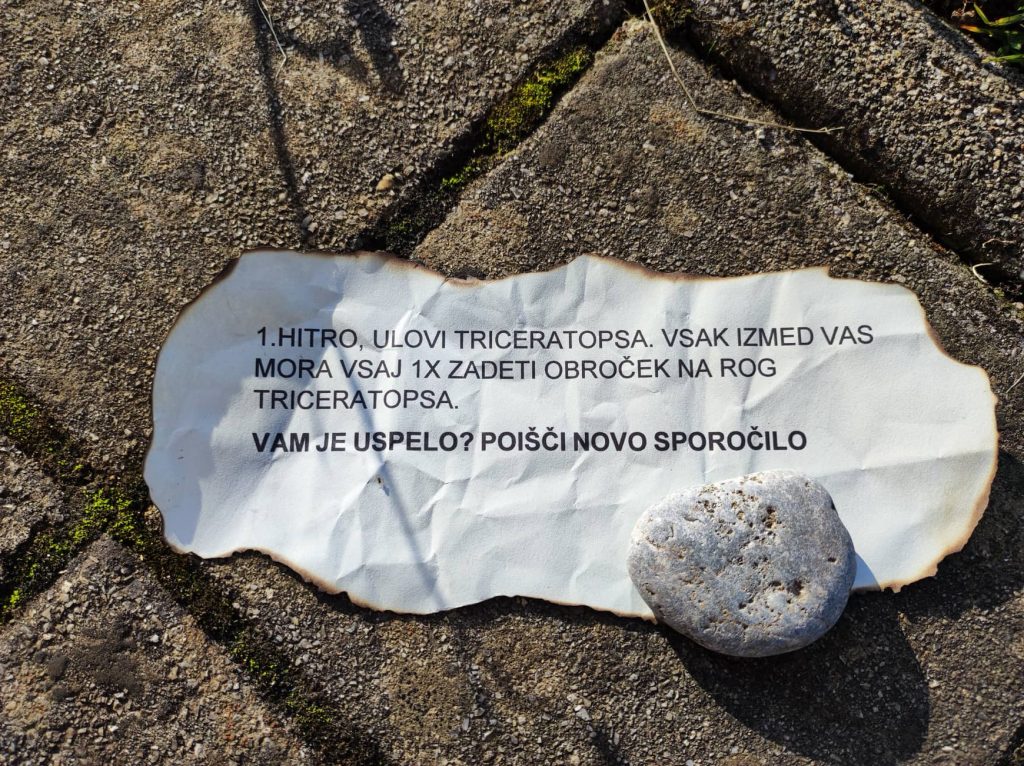 1.HITRO, ULOVI TRICERATOPSA. VSAK IZMED VAS
MORA VSAJ 1X ZADETI OBROČEK NA ROG
TRICERATOPSA.
VAM JE USPELO? POIŠČI NOVO SPOROČILO